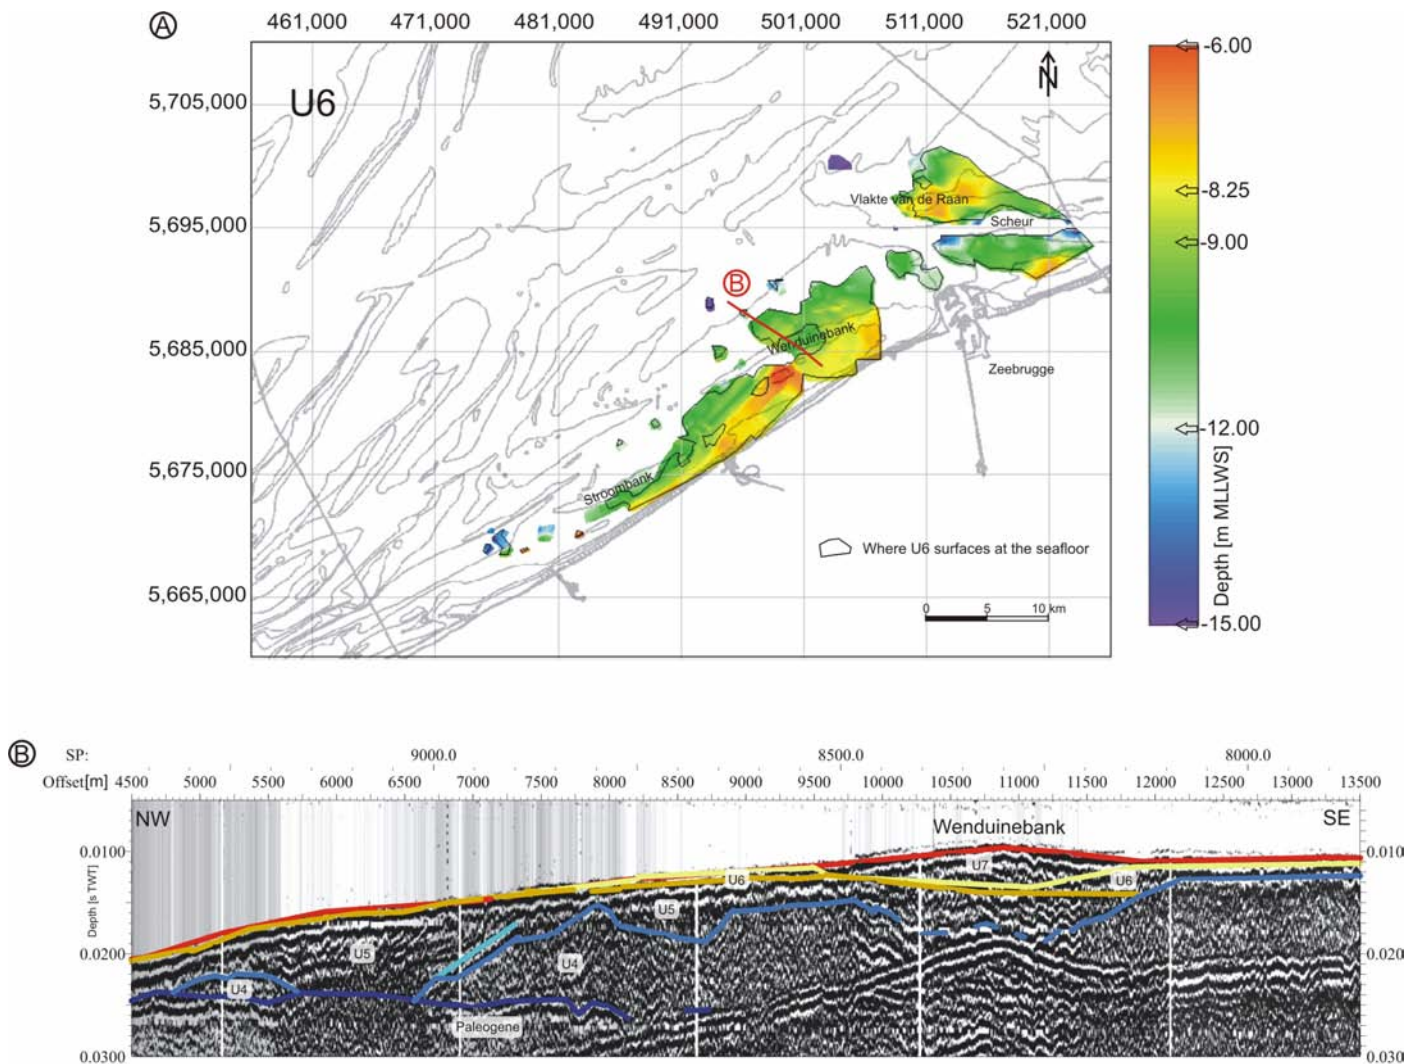 A
461,000 471,000 481,000 491,000 501,000 511,000 521,000
-6.00
N
U6
5,705,000
Vlakte van de Raan
-8.25
5,695,000
Scheur
-9.00
B
5,685,000
Wenduinebank
Zeebrugge
-12.00
5,675,000
Stroombank
Where U6 surfaces at the seafloor
Depth [m MLLWS]
5,665,000
0 5 10 km
-15.00
B
SP: 9000.0 8500.0 8000.0
Offset[m]
4500 5000 5500 6000 6500 7000 7500 8000 8500 9000 9500 10000 10500 11000 11500 12000 12500 13000 13500
NW
Wenduinebank
SE
0.0100
0.010
U7
U6
U6
Depth [s TWT]
U5
U5
0.0200
0.0200
U4
U4
Paleogene
0.0300
0.0300